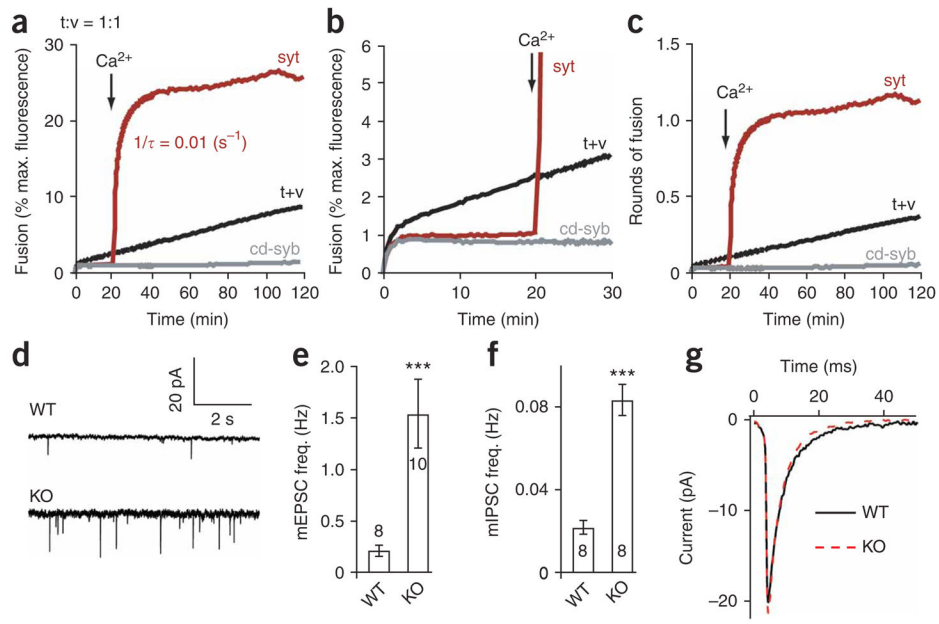 a
t:v = 1:1
Fusion (% max. fluorescence)
30
20
10
0
Ca²⁺
syt
1/τ = 0.01 (s⁻¹)
t+v
cd-syb
0 20 40 60 80 100 120
Time (min)
b
Fusion (% max. fluorescence)
6
5
4
3
2
1
0
Ca²⁺
syt
t+v
cd-syb
0 10 20 30
Time (min)
c
Rounds of fusion
1.5
1.0
0.5
0
Ca²⁺
syt
t+v
cd-syb
0 20 40 60 80 100 120
Time (min)
d
20 pA
2 s
WT
KO
e
mEPSC freq. (Hz)
2.0
1.5
1.0
0.5
0
***
8
10
WT KO
f
mIPSC freq. (Hz)
0.08
0.04
0
***
8 8
WT KO
g
Time (ms)
0 20 40
Current (pA)
0
−10
−20
WT
KO